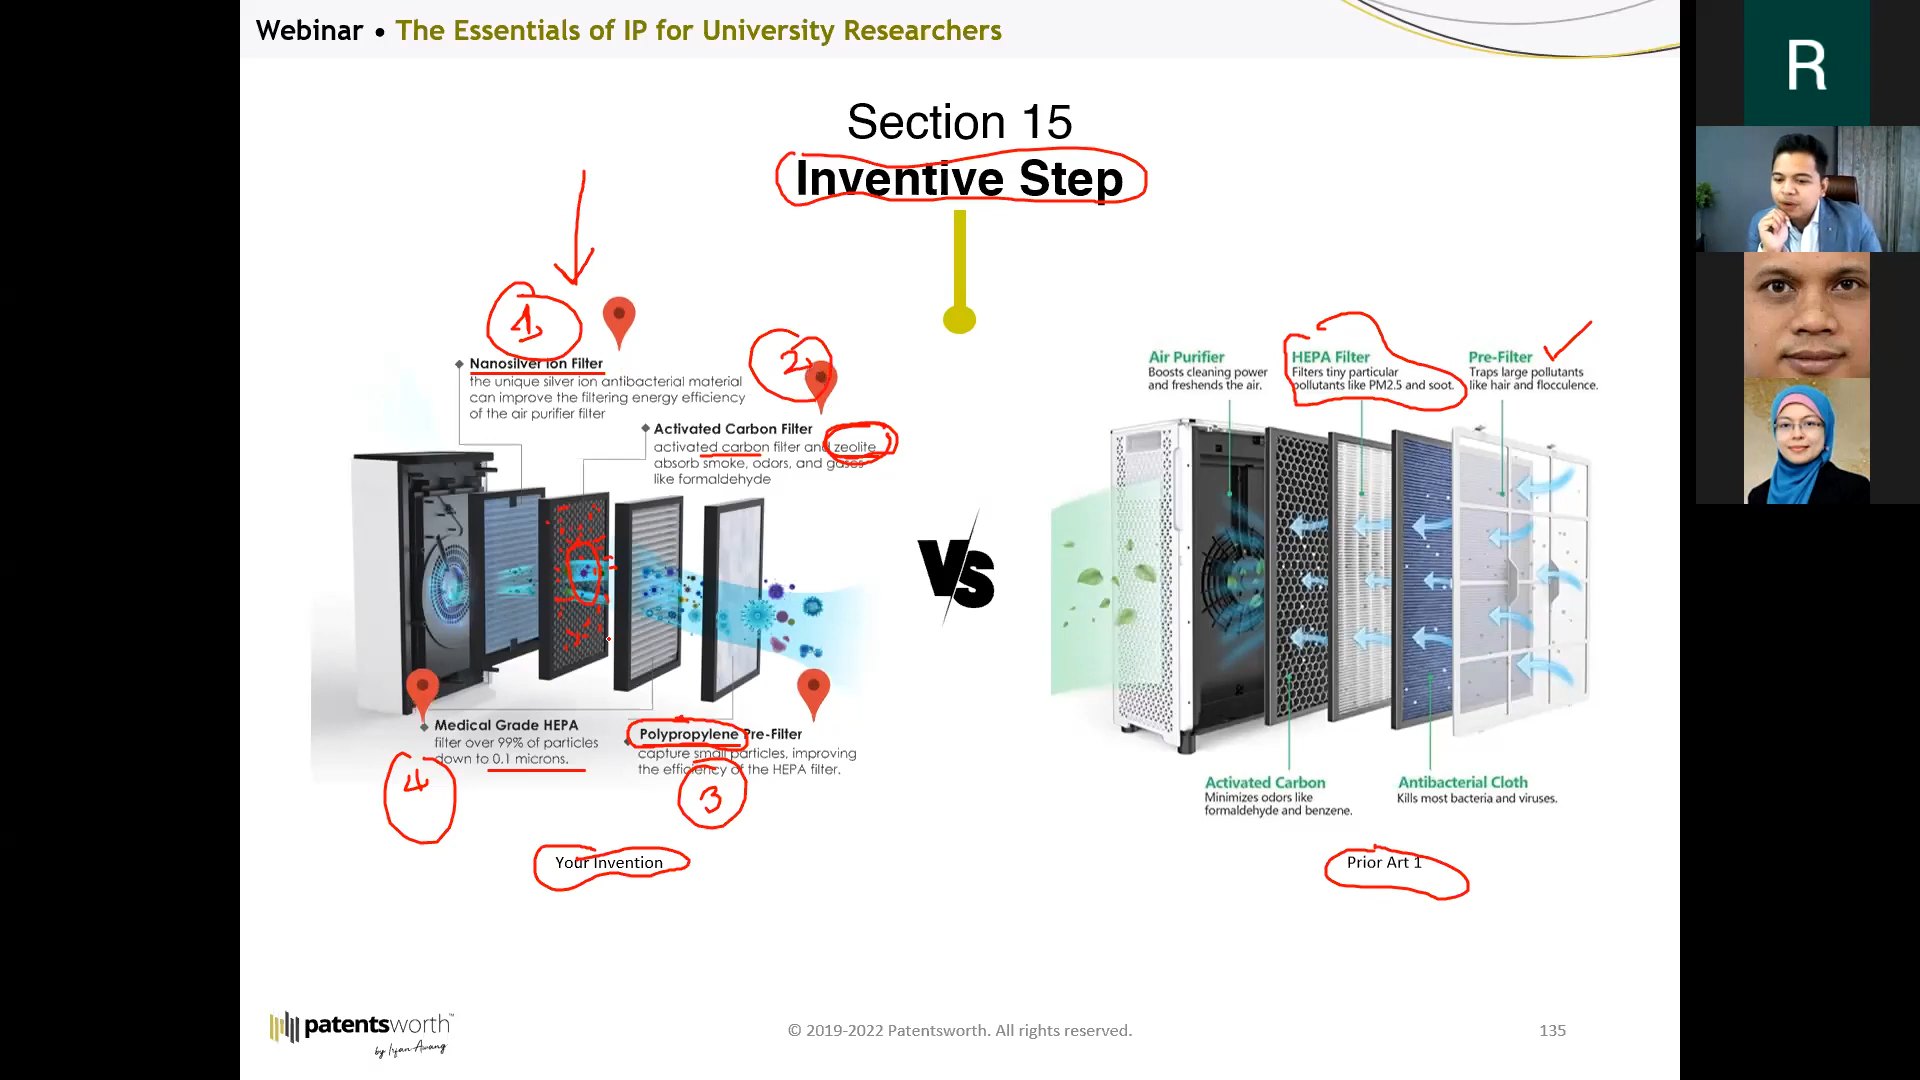 Webinar • The Essentials of IP for University Researchers
R
Section 15
Inventive Step
1,
Nanosilver Ion Filter
the unique silver ion antibacterial material
can improve the filtering energy efficiency
of the air purifier filter
2,
Activated Carbon Filter
activated carbon filter and zeolite
absorb smoke, odors, and gases
like formaldehyde
Medical Grade HEPA
filter over 99% of particles
down to 0.1 microns.
4
Polypropylene Pre-Filter
capture small particles, improving
the efficiency of the HEPA filter.
3
Your Invention
VS
Air Purifier
Boosts cleaning power
and freshends the air.
HEPA Filter
Filters tiny particular
pollutants like PM2.5 and soot.
Pre-Filter
Traps large pollutants
like hair and flocculence.
Activated Carbon
Minimizes odors like
formaldehyde and benzene.
Antibacterial Cloth
Kills most bacteria and viruses.
Prior Art 1
patentsworth™
by Irfan Awang
© 2019-2022 Patentsworth. All rights reserved.
135